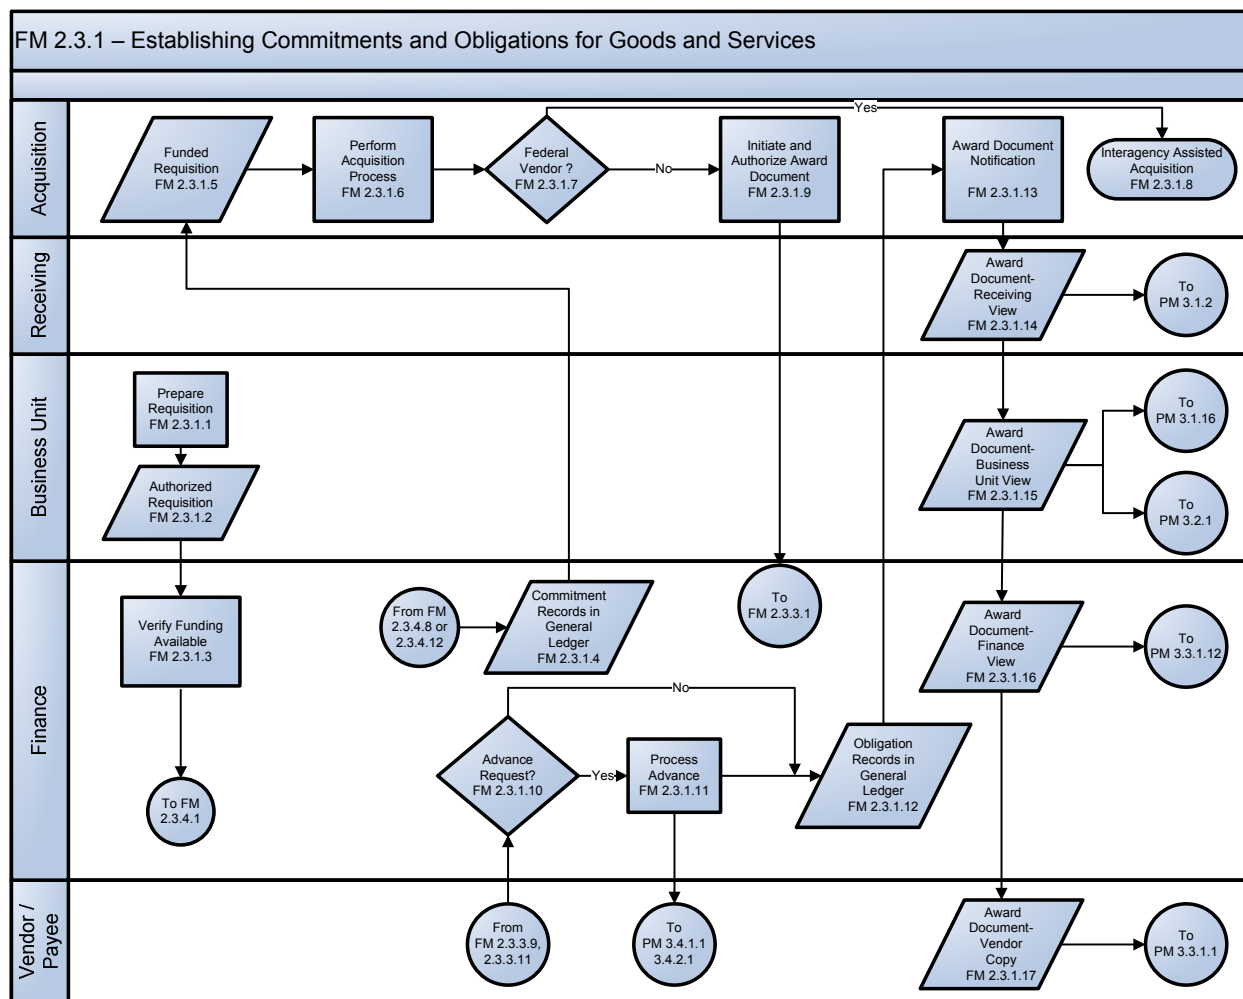 FM 2.3.1 – Establishing Commitments and Obligations for Goods and Services
Acquisition
Funded
Requisition
FM 2.3.1.5
Perform
Acquisition
Process
FM 2.3.1.6
Federal
Vendor ?
FM 2.3.1.7
Yes
No
Initiate and
Authorize Award
Document
FM 2.3.1.9
Award Document
Notification
FM 2.3.1.13
Interagency Assisted
Acquisition
FM 2.3.1.8
Receiving
Award
Document-
Receiving
View
FM 2.3.1.14
To
PM 3.1.2
Business Unit
Prepare
Requisition
FM 2.3.1.1
Authorized
Requisition
FM 2.3.1.2
Award
Document-
Business
Unit View
FM 2.3.1.15
To
PM 3.1.16
To
PM 3.2.1
Finance
Verify Funding
Available
FM 2.3.1.3
To FM
2.3.4.1
From FM
2.3.4.8 or
2.3.4.12
Commitment
Records in
General
Ledger
FM 2.3.1.4
To
FM 2.3.3.1
Advance
Request?
FM 2.3.1.10
No
Yes
Process
Advance
FM 2.3.1.11
Obligation
Records in
General
Ledger
FM 2.3.1.12
Award
Document-
Finance
View
FM 2.3.1.16
To
PM 3.3.1.12
Vendor /
Payee
From
FM 2.3.3.9,
2.3.3.11
To
PM 3.4.1.1
3.4.2.1
Award
Document-
Vendor
Copy
FM 2.3.1.17
To
PM 3.3.1.1